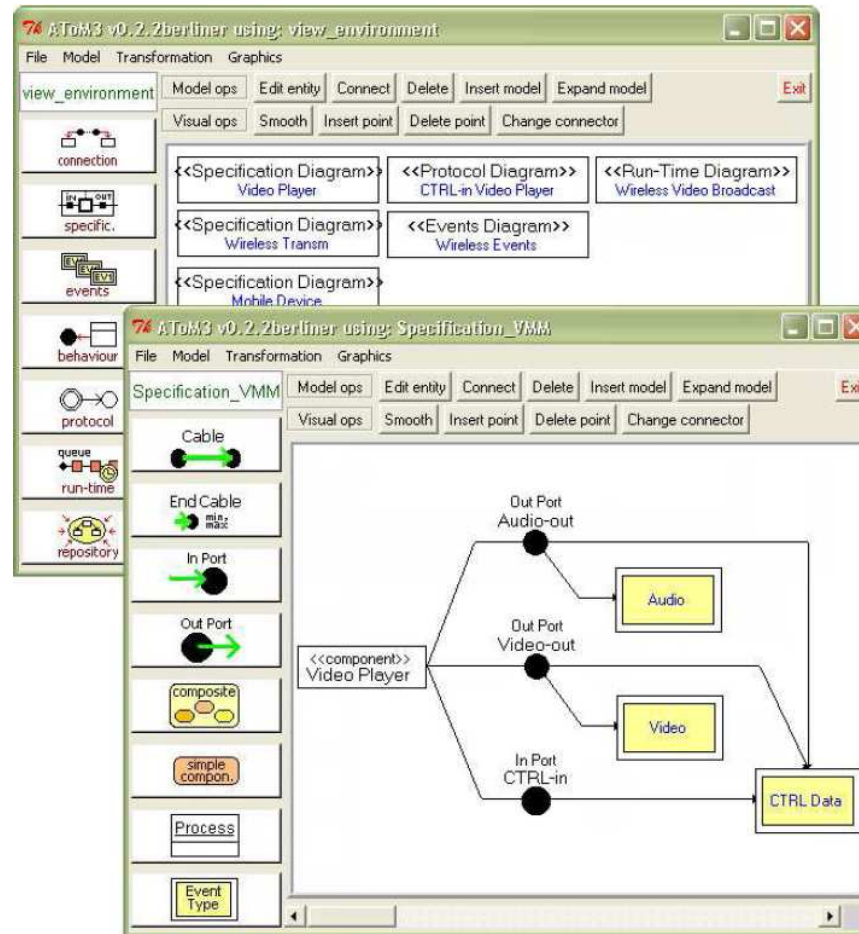 AToM3 v0.2.2berliner using: view_environment
File Model Transformation Graphics
view_environment
Model ops Edit entity Connect Delete Insert model Expand model Exit
Visual ops Smooth Insert point Delete point Change connector
connection
IN OUT
specific.
EV1
events
behaviour
protocol
queue
run-time
repository
<<Specification Diagram>>
Video Player
<<Protocol Diagram>>
CTRL-in Video Player
<<Run-Time Diagram>>
Wireless Video Broadcast
<<Specification Diagram>>
Wireless Transm
<<Events Diagram>>
Wireless Events
<<Specification Diagram>>
Mobile Device
AToM3 v0.2.2berliner using: Specification_VMM
File Model Transformation Graphics
Specification_VMM
Model ops Edit entity Connect Delete Insert model Expand model
Visual ops Smooth Insert point Delete point Change connector
Cable
End Cable
min,
max
In Port
Out Port
composite
simple
compon.
Process
Event
Type
Out Port
Audio-out
Audio
Out Port
Video-out
<<component>>
Video Player
Video
In Port
CTRL-in
CTRL Data